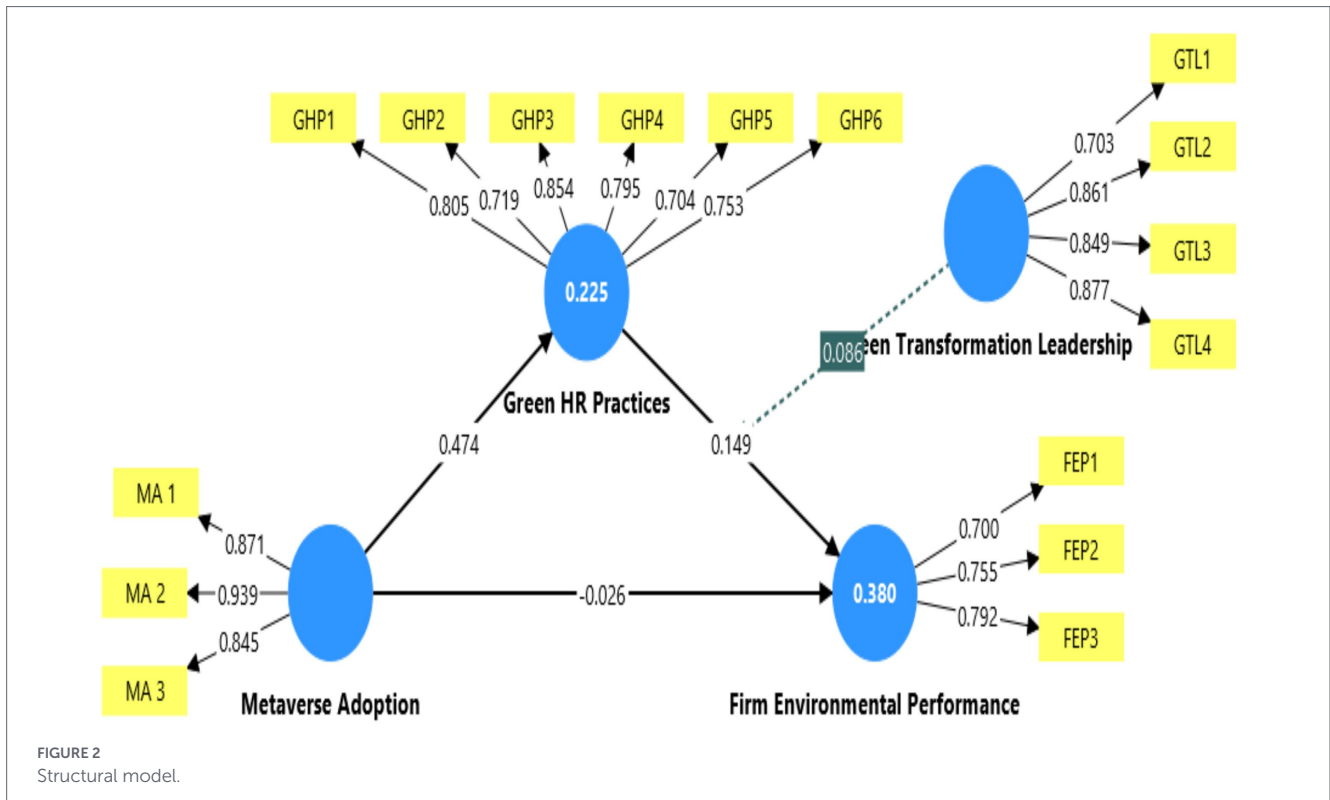 GTL1
GHP1 GHP2 GHP3 GHP4 GHP5 GHP6
0.703
GTL2
0.861
0.805 0.719 0.854 0.795 0.704 0.753
0.849
GTL3
0.877
0.225
0.086
een Transformation Leadership
GTL4
Green HR Practices
0.474
0.149
FEP1
MA 1
0.700
0.871
FEP2
0.755
MA 2
0.939
-0.026
0.380
0.792
FEP3
0.845
MA 3
Metaverse Adoption
Firm Environmental Performance
FIGURE 2
Structural model.